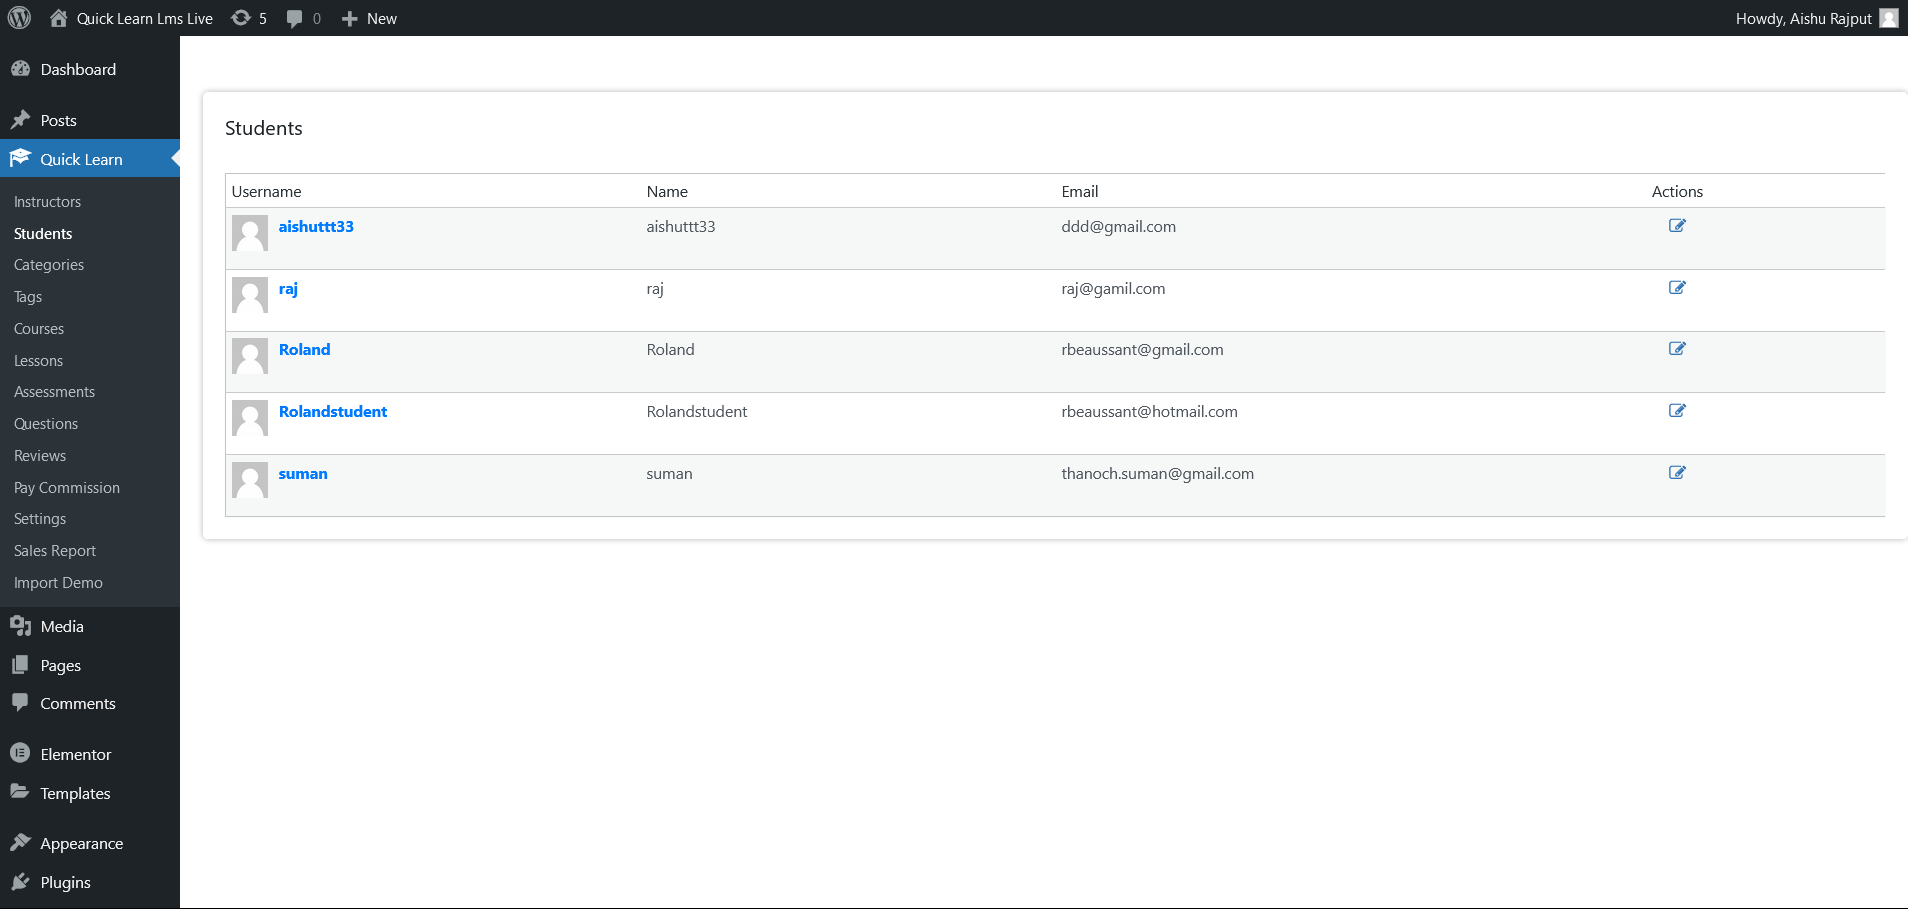 Quick Learn Lms Live 5 0 New Howdy, Aishu Rajput
Dashboard
Posts
Quick Learn
Instructors
Students
Categories
Tags
Courses
Lessons
Assessments
Questions
Reviews
Pay Commission
Settings
Sales Report
Import Demo
Media
Pages
Comments
Elementor
Templates
Appearance
Plugins
Students
Username Name Email Actions
aishuttt33 aishuttt33 ddd@gmail.com
raj raj raj@gamil.com
Roland Roland rbeaussant@gmail.com
Rolandstudent Rolandstudent rbeaussant@hotmail.com
suman suman thanoch.suman@gmail.com